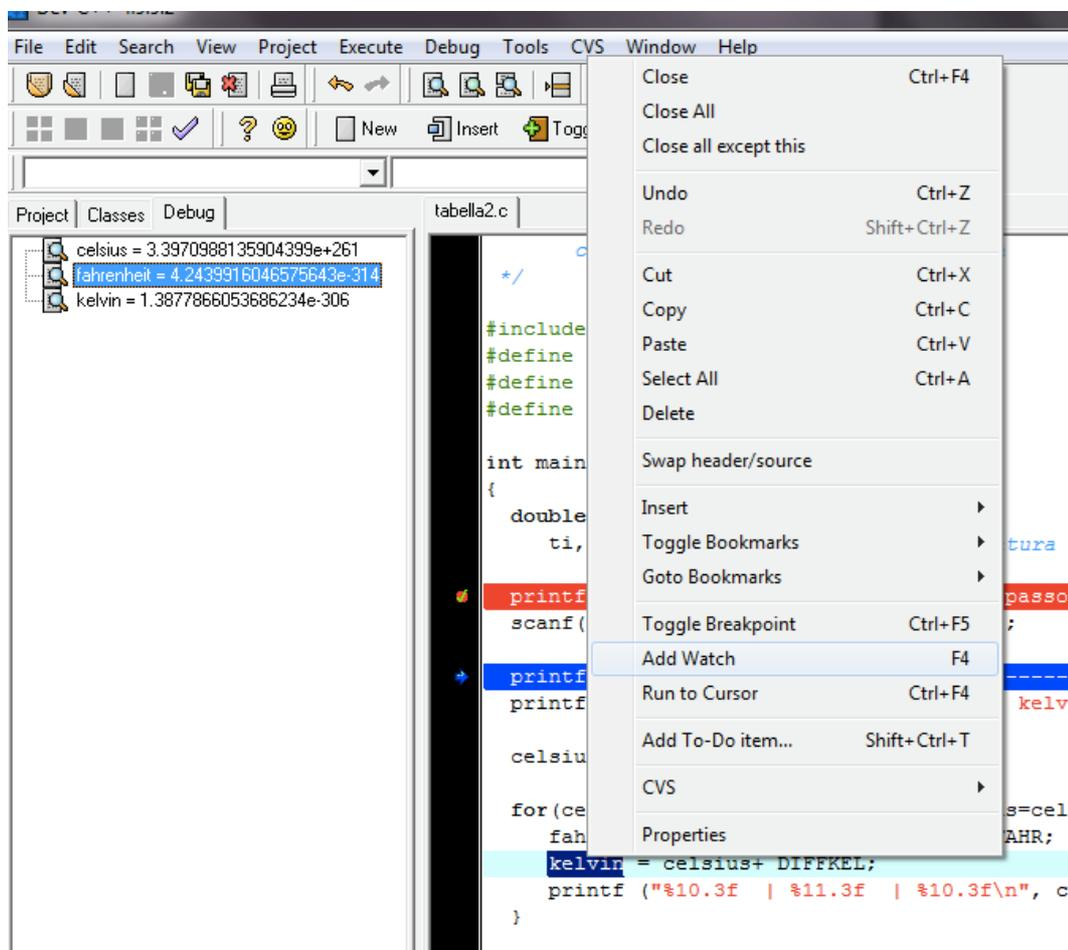 File Edit Search View Project Execute Debug Tools CVS Window Help
New Insert
Project Classes Debug
celsius = 3.3970988135904399e+261
fahrenheit = 4.2439916046575643e-314
kelvin = 1.3877866053686234e-306
Close Ctrl+F4
Close All
Close all except this
Undo Ctrl+Z
Redo Shift+Ctrl+Z
Cut Ctrl+X
Copy Ctrl+C
Paste Ctrl+V
Select All Ctrl+A
Delete
Swap header/source
Insert
Toggle Bookmarks
Goto Bookmarks
Toggle Breakpoint Ctrl+F5
Add Watch F4
Run to Cursor Ctrl+F4
Add To-Do item... Shift+Ctrl+T
CVS
Properties
tabella2.c
*/
#include
#define
#define
#define
int main
{
double
ti, tura
printf passo
scanf( ;
printf -----
printf kelv
celsiu
for(ce s=cel
fah AHR;
kelvin = celsius+ DIFFKEL;
printf ("%10.3f | %11.3f | %10.3f\n", c
}